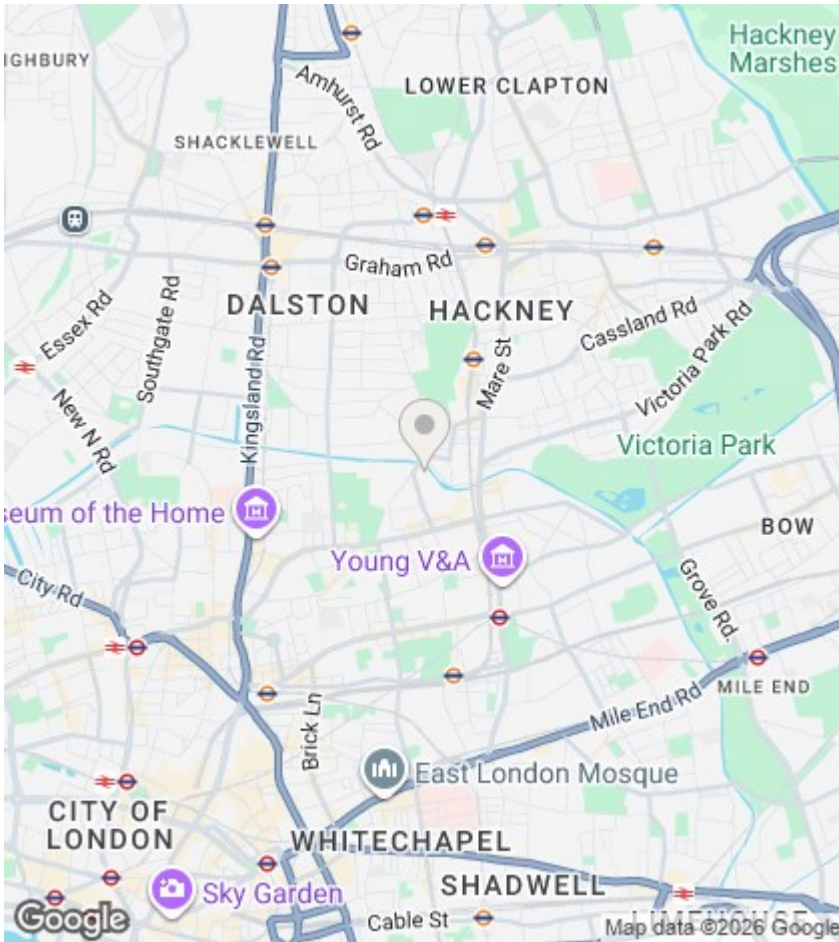 Hackney
Marshes
IGHBURY
LOWER CLAPTON
Amhurst Rd
SHACKLEWELL
Graham Rd
Essex Rd
Southgate Rd
DALSTON
HACKNEY
Cassland Rd
Kingsland Rd
Mare St
Victoria Park Rd
New N Rd
Victoria Park
seum of the Home
BOW
Young V&A
City Rd
Grove Rd.
MILE END
Brick Ln
Mile End Rd
East London Mosque
CITY OF
LONDON
WHITECHAPEL
Sky Garden
SHADWELL
Google
Cable St
LIMEHOUSE
Map data ©2026 Google